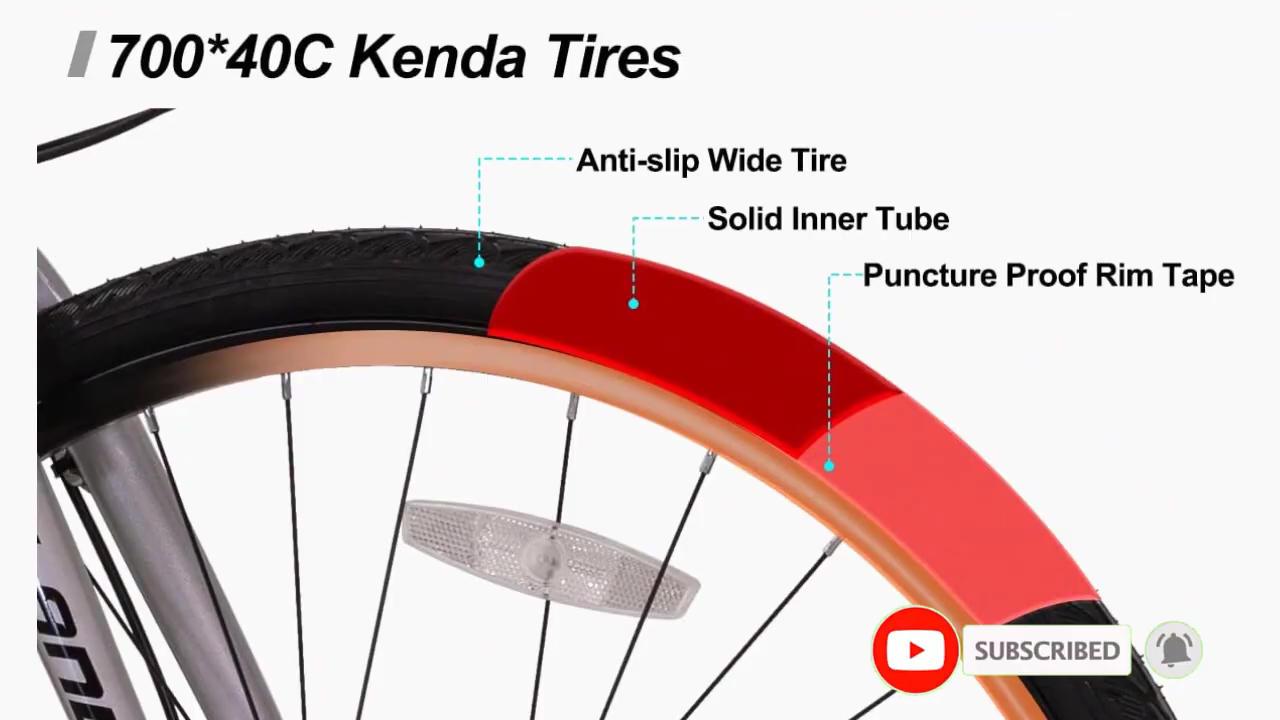 700*40C Kenda Tires
Anti-slip Wide Tire
Solid Inner Tube
Puncture Proof Rim Tape
SUBSCRIBED